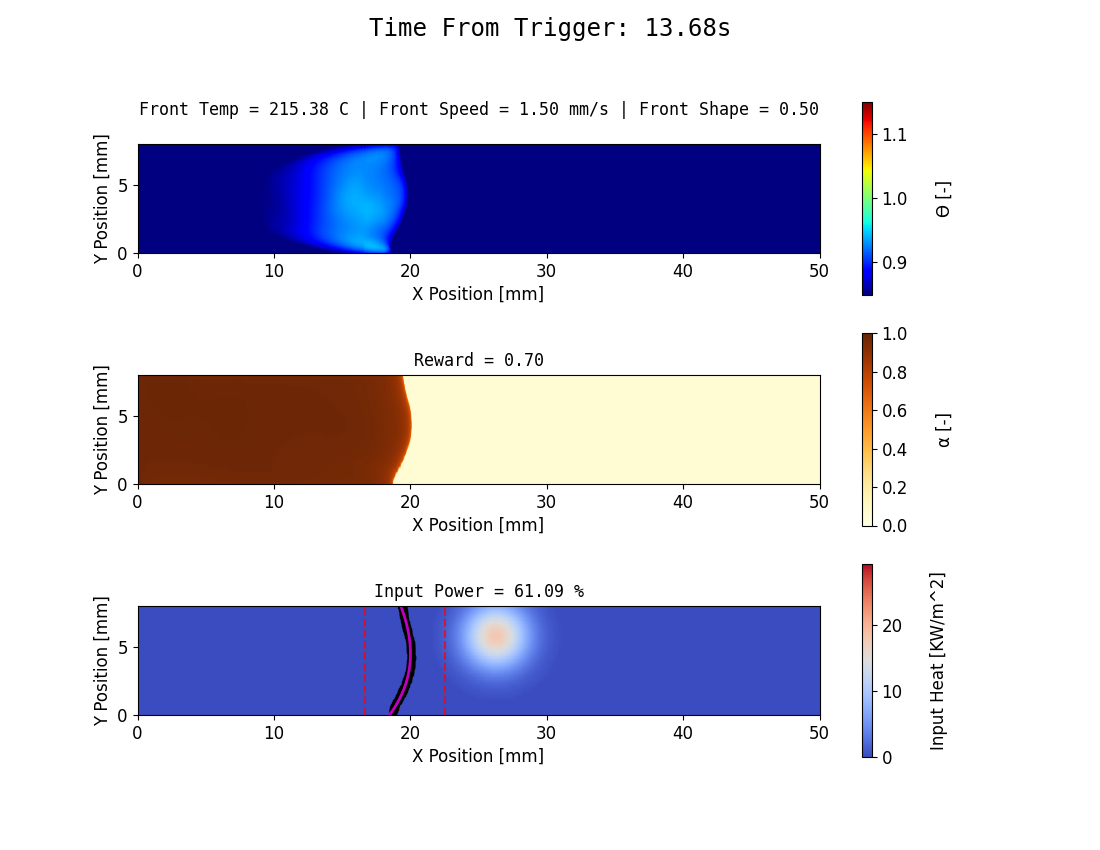 Time From Trigger: 13.68s
Front Temp = 215.38 C | Front Speed = 1.50 mm/s | Front Shape = 0.50
Y Position [mm]
5
0
0 10 20 30 40 50
X Position [mm]
1.1
1.0
0.9
Θ [-]
Reward = 0.70
Y Position [mm]
5
0
0 10 20 30 40 50
X Position [mm]
1.0
0.8
0.6
0.4
0.2
0.0
α [-]
Input Power = 61.09 %
Y Position [mm]
5
0
0 10 20 30 40 50
X Position [mm]
20
10
0
Input Heat [KW/m^2]